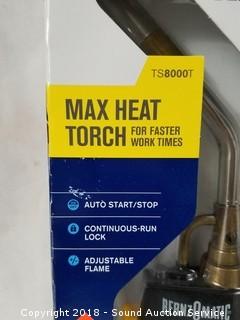 TS8000T
MAX HEAT
TORCH FOR FASTER
WORK TIMES
AUTO START/STOP
CONTINUOUS-RUN
LOCK
ADJUSTABLE
FLAME
BERNZOMATIC
Copyright 2018 - Sound Auction Service